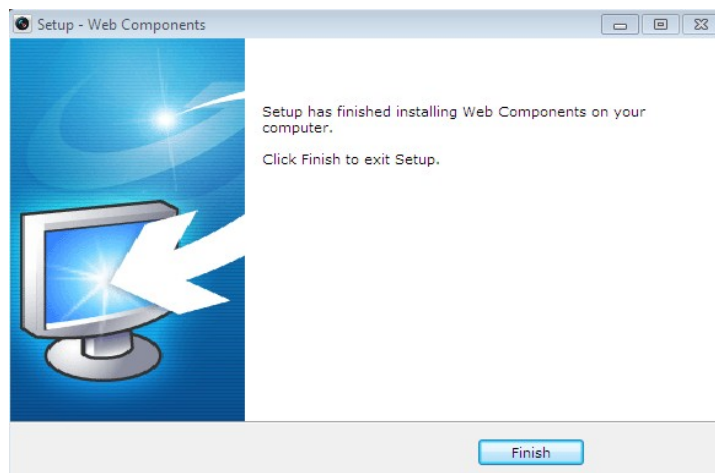 Setup - Web Components
Setup has finished installing Web Components on your
computer.
Click Finish to exit Setup.
Finish